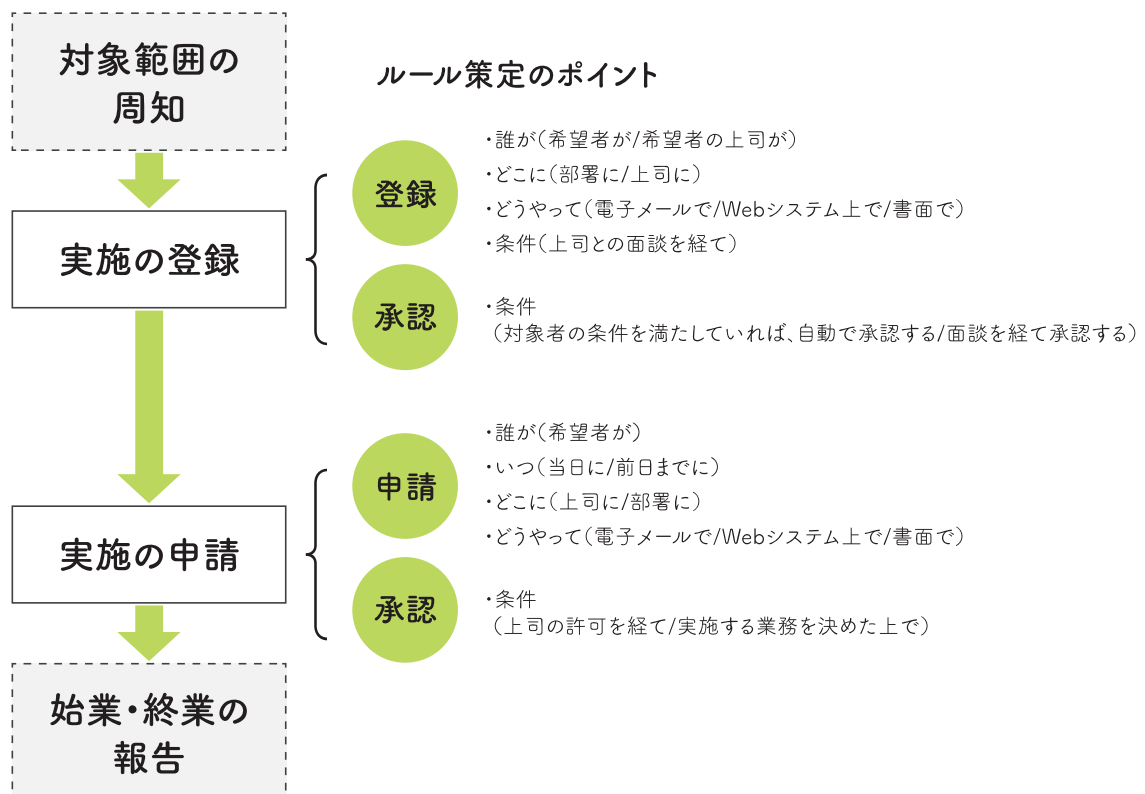 対象範囲の
周知
ルール策定のポイント
実施の登録
登録
・誰が(希望者が/希望者の上司が)
・どこに(部署に/上司に)
・どうやって(電子メールで/Webシステム上で/書面で)
・条件(上司との面談を経て)
承認
・条件
(対象者の条件を満たしていれば、自動で承認する/面談を経て承認する)
実施の申請
申請
・誰が(希望者が)
・いつ(当日に/前日までに)
・どこに(上司に/部署に)
・どうやって(電子メールで/Webシステム上で/書面で)
承認
・条件
(上司の許可を経て/実施する業務を決めた上で)
始業・終業の
報告